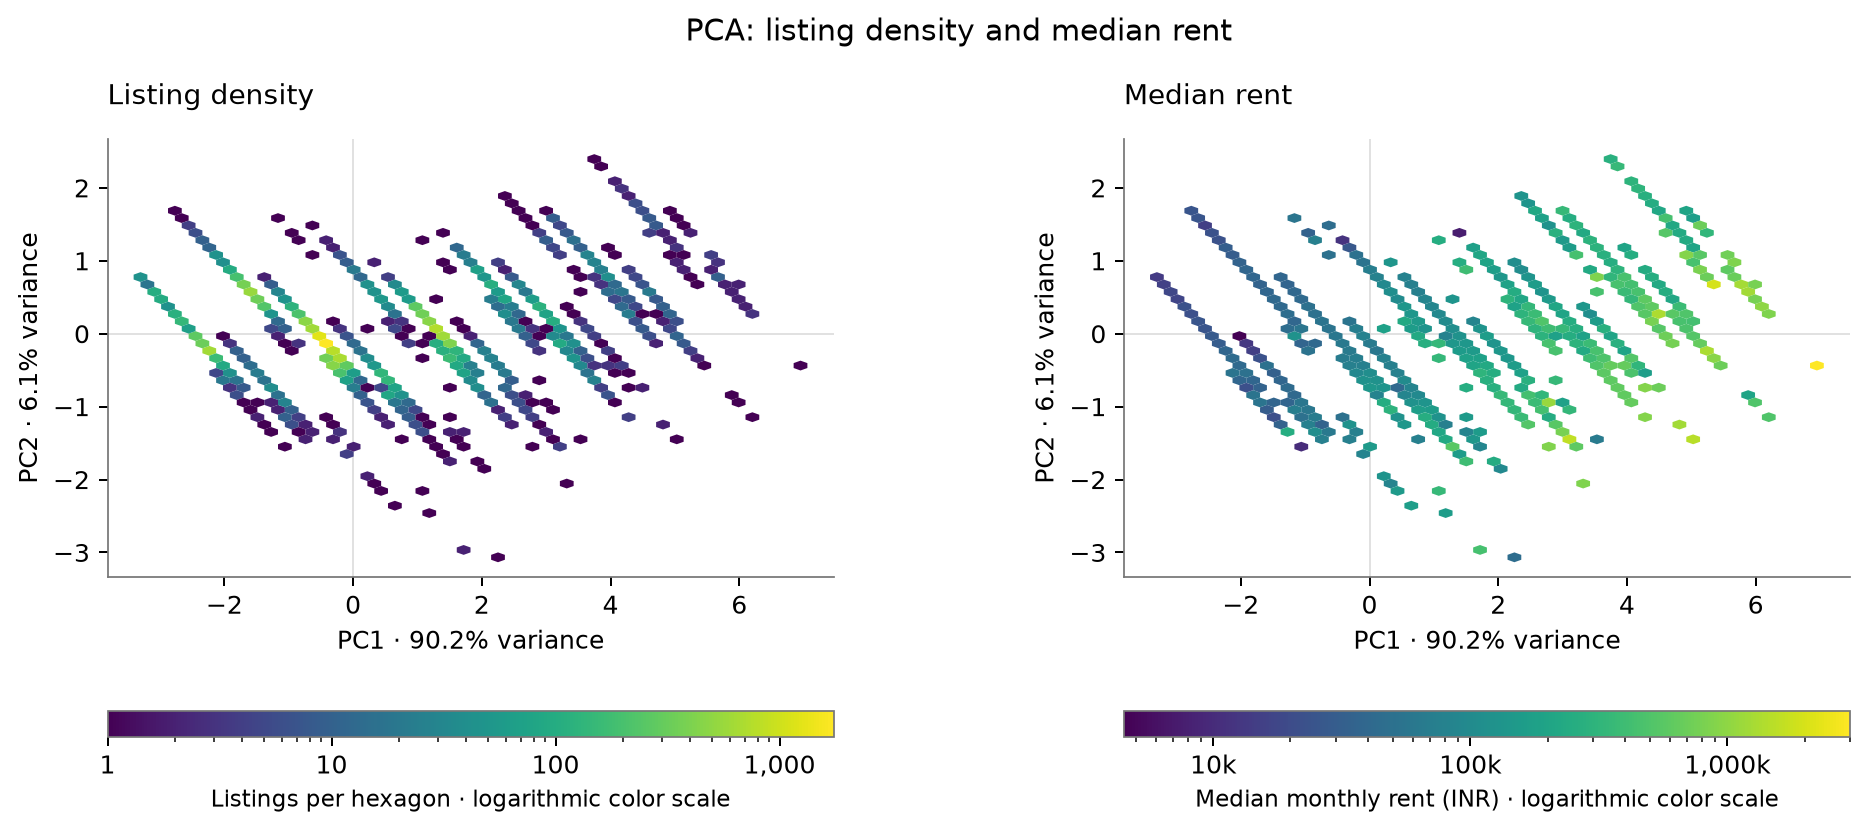 PCA: listing density and median rent
Listing density
PC2 · 6.1% variance
2
1
0
−1
−2
−3
−2
0
2
4
6
PC1 · 90.2% variance
1
10
100
1,000
Listings per hexagon · logarithmic color scale
Median rent
PC2 · 6.1% variance
2
1
0
−1
−2
−3
−2
0
2
4
6
PC1 · 90.2% variance
10k
100k
1,000k
Median monthly rent (INR) · logarithmic color scale